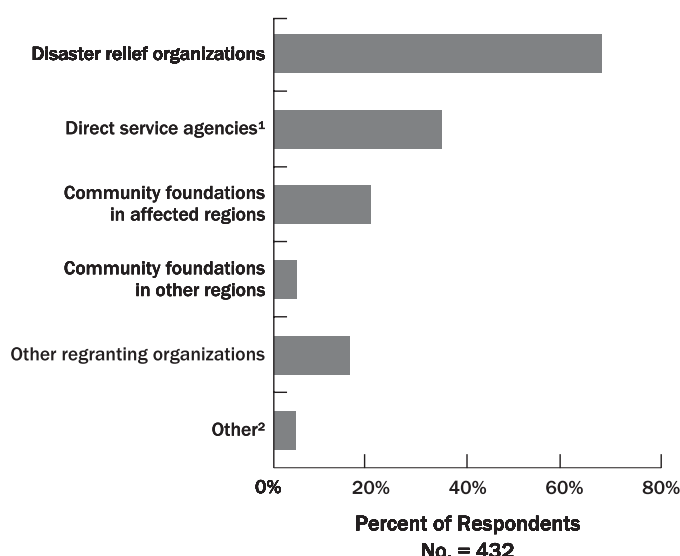 Disaster relief organizations
Direct service agencies¹
Community foundations
in affected regions
Community foundations
in other regions
Other regranting organizations
Other²
0% 20% 40% 60% 80%
Percent of Respondents
No. = 432